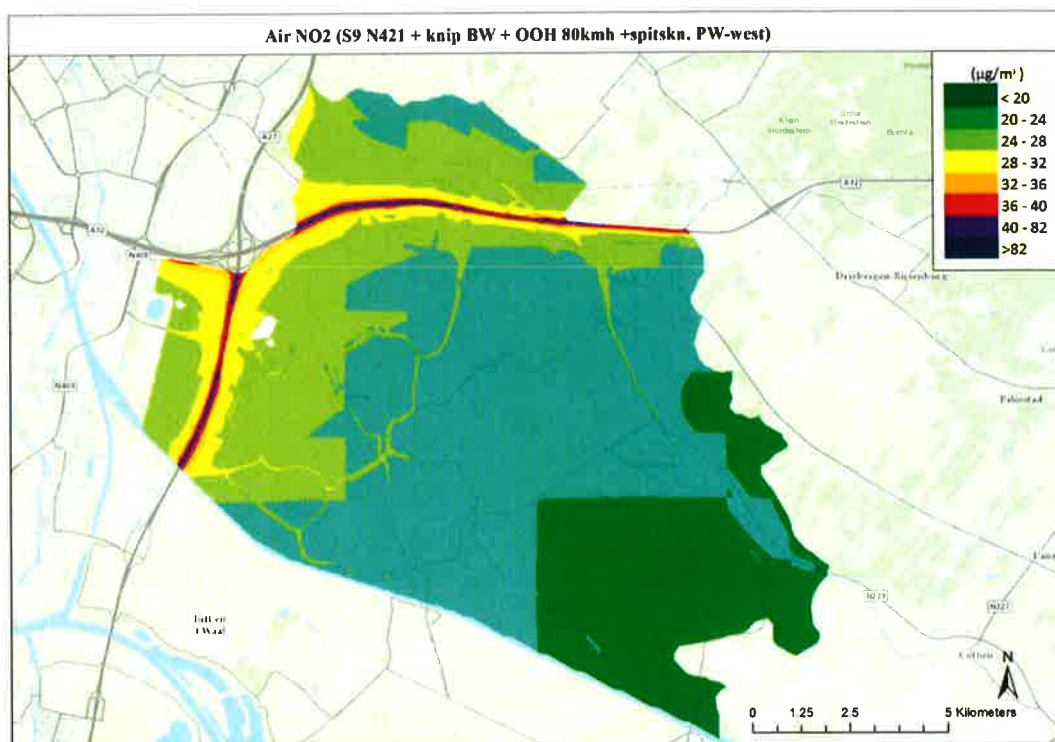 Air NO2 (S9 N421 + knip BW + OOH 80kmh +spitskn. PW-west)
(µg/m³)
< 20
20 - 24
24 - 28
28 - 32
32 - 36
36 - 40
40 - 82
>82
A27
A12
A12
N408
Driebergen-Rijsenburg
N229
N227
Cothen
N
0 1.25 2.5 5 Kilometers